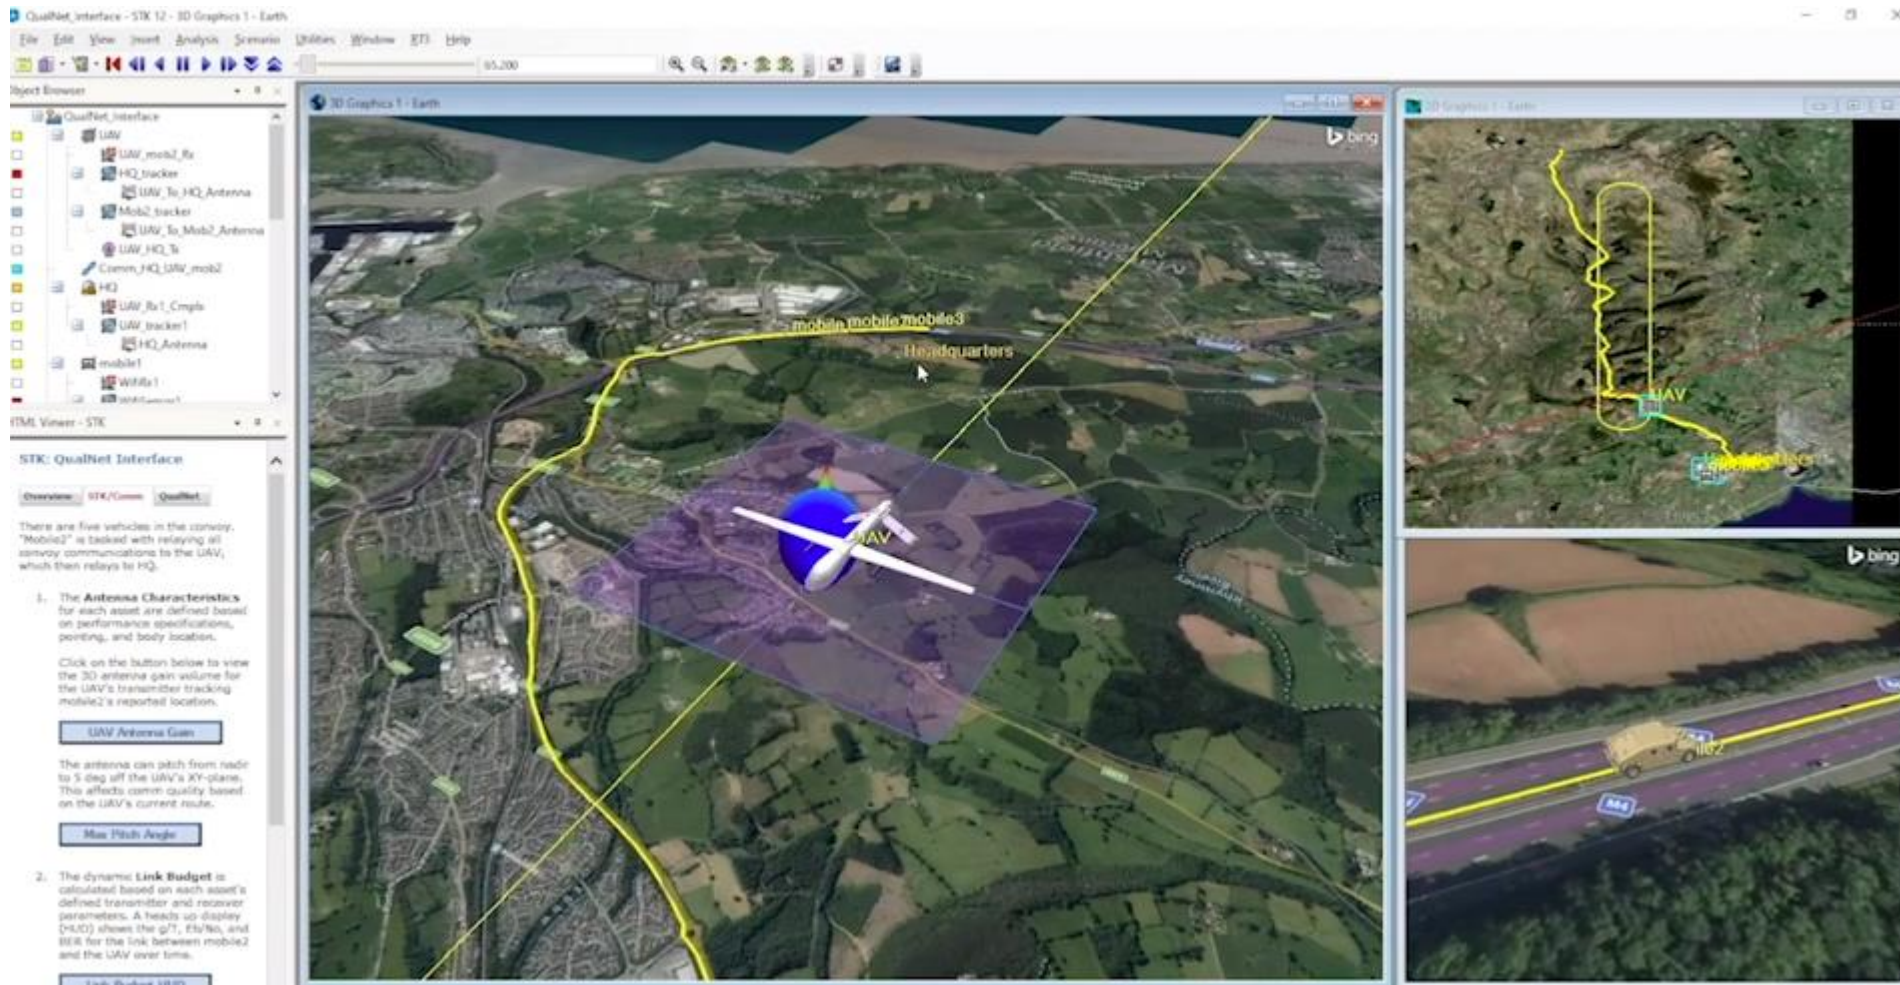 QualNet_Interface - STK 12 - 3D Graphics 1 - Earth
File Edit View Insert Analysis Scenario Utilities Window RT3 Help
65.200
Object Browser
QualNet_Interface
UAV
UAV_mob2_Rx
HQ_tracker
UAV_To_HQ_Antenna
Mob2_tracker
UAV_To_Mob2_Antenna
UAV_HQ_Tx
Comm_HQ_UAV_mob2
HQ
UAV_Rx1_Cmplx
UAV_tracker1
HQ_Antenna
mobile1
WifiRx1
HTML Viewer - STK
STK: QualNet Interface
Overview STK/Comm QualNet
There are five vehicles in the convoy.
"Mobile2" is tasked with relaying all
convoy communications to the UAV,
which then relays to HQ.
1. The Antenna Characteristics
for each asset are defined based
on performance specifications,
pointing, and body location.
Click on the button below to view
the 3D antenna gain volume for
the UAV's transmitter tracking
mobile2's reported location.
UAV Antenna Gain
The antenna can pitch from nadir
to 5 deg off the UAV's XY-plane.
This affects comm quality based
on the UAV's current route.
Max Pitch Angle
2. The dynamic Link Budget is
calculated based on each asset's
defined transmitter and receiver
parameters. A heads up display
(HUD) shows the g/T, Eb/No, and
BER for the link between mobile2
and the UAV over time.
Link Budget HUD
3D Graphics 1 - Earth
bing
mobile mobile mobile3
Headquarters
UAV
Graphics 1 - Earth
UAV
bing
M4